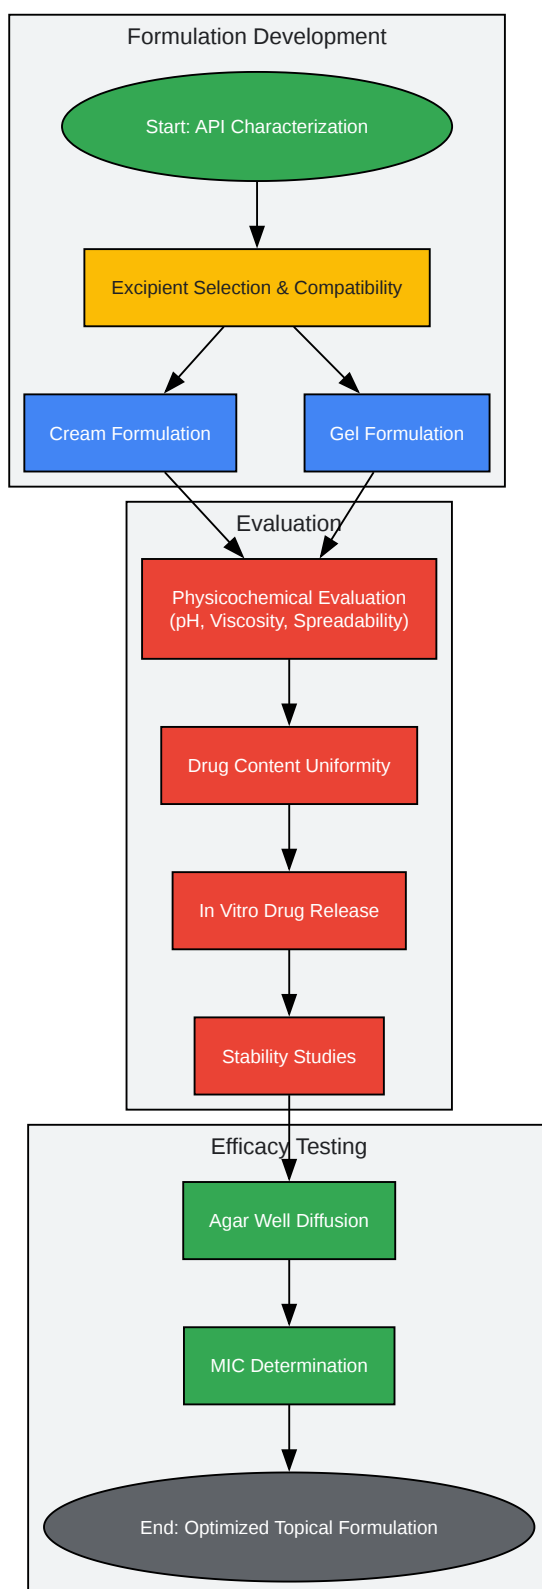 Formulation Development
Start: API Characterization
Excipient Selection & Compatibility
Cream Formulation
Gel Formulation
Evaluation
Physicochemical Evaluation
(pH, Viscosity, Spreadability)
Drug Content Uniformity
In Vitro Drug Release
Stability Studies
Efficacy Testing
Agar Well Diffusion
MIC Determination
End: Optimized Topical Formulation